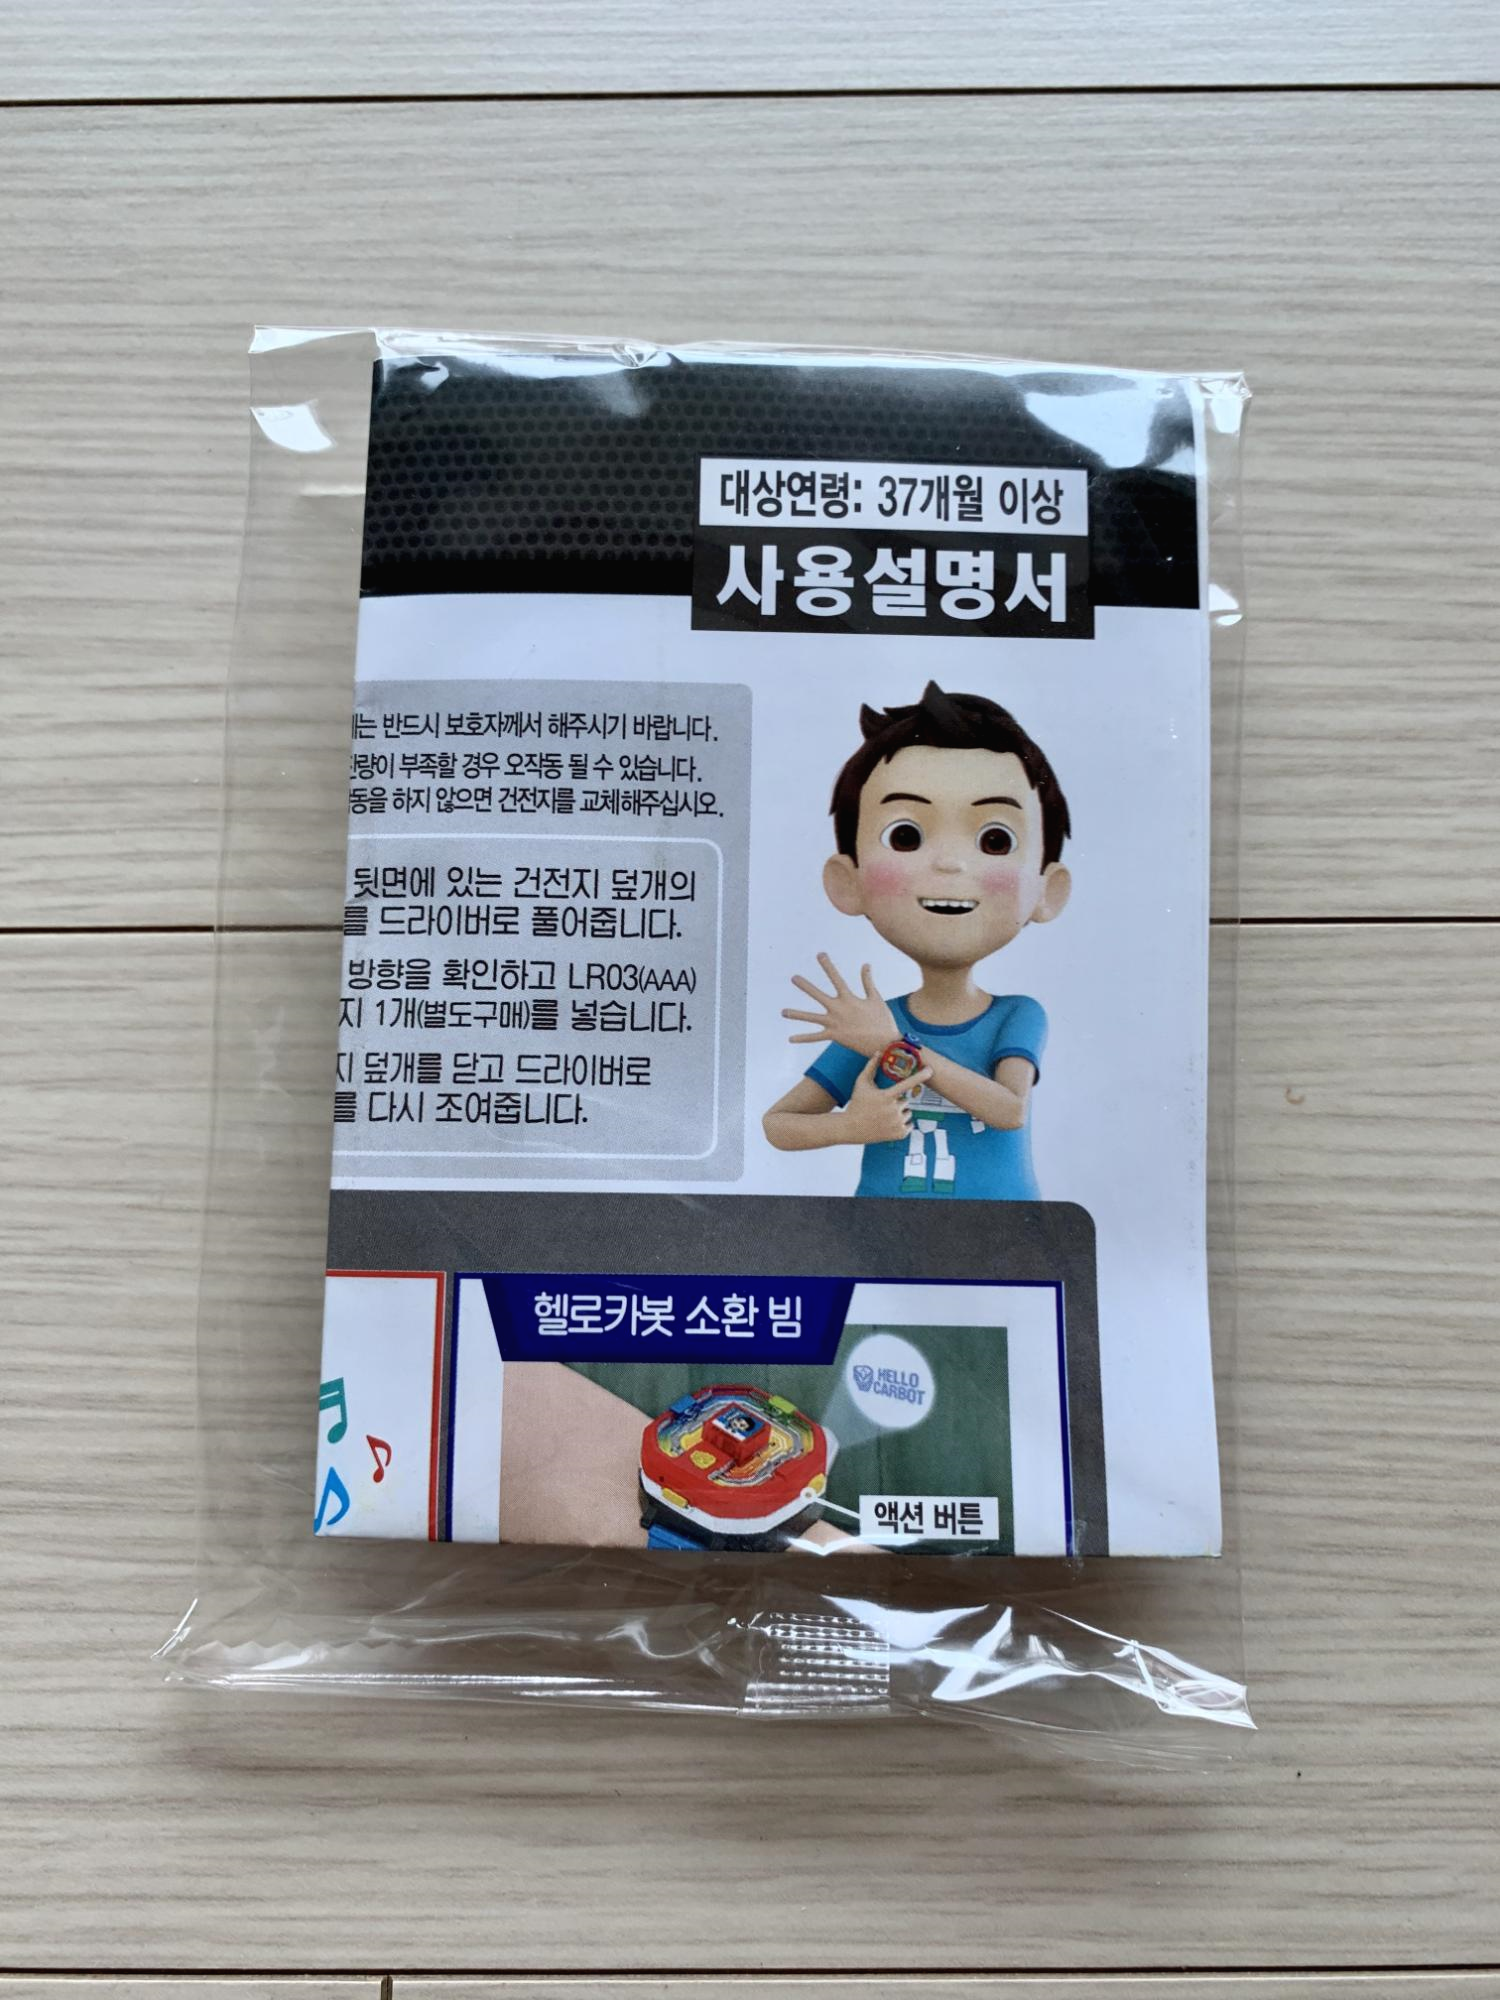 대상연령: 37개월 이상
사용설명서
는 반드시 보호자께서 해주시기 바랍니다.
부족할 경우 오작동 될 수 있습니다.
하지 않으면 건전지를 교체해주십시오.
뒷면에 있는 건전지 덮개의
를 드라이버로 풀어줍니다.
방향을 확인하고 LR03(AAA)
지 1개(별도구매)를 넣습니다.
지 덮개를 닫고 드라이버로
를 다시 조여줍니다.
헬로카봇 소환 빔
HELLO
CARBOT
액션 버튼